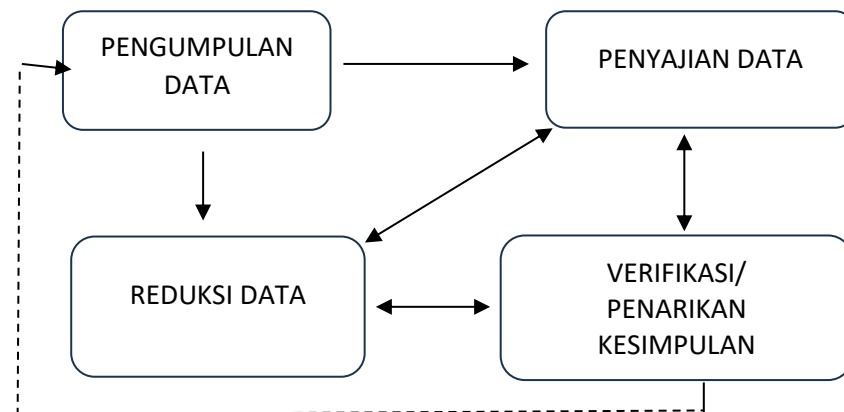 PENGUMPULAN
DATA
PENYAJIAN DATA
REDUKSI DATA
VERIFIKASI/
PENARIKAN
KESIMPULAN